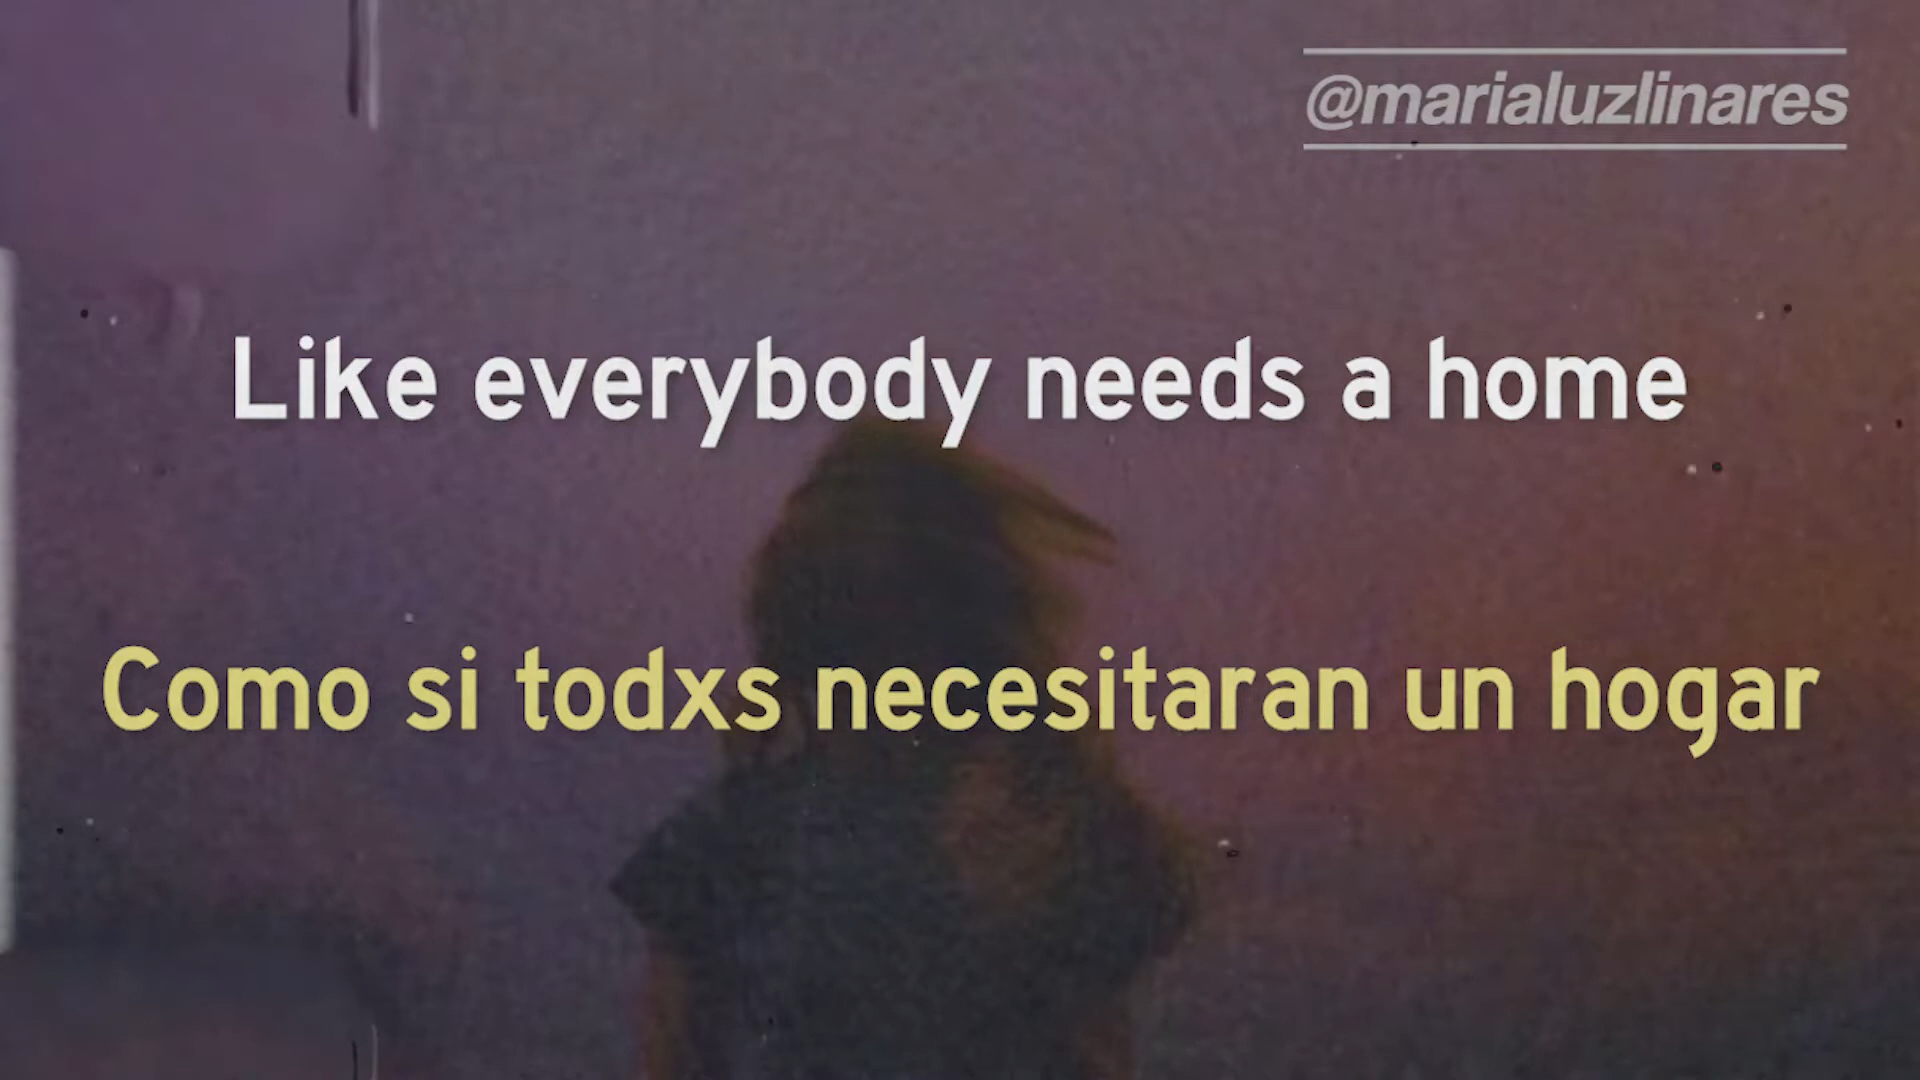 @marialuzlinares
Like everybody needs a home
Como si todxs necesitaran un hogar